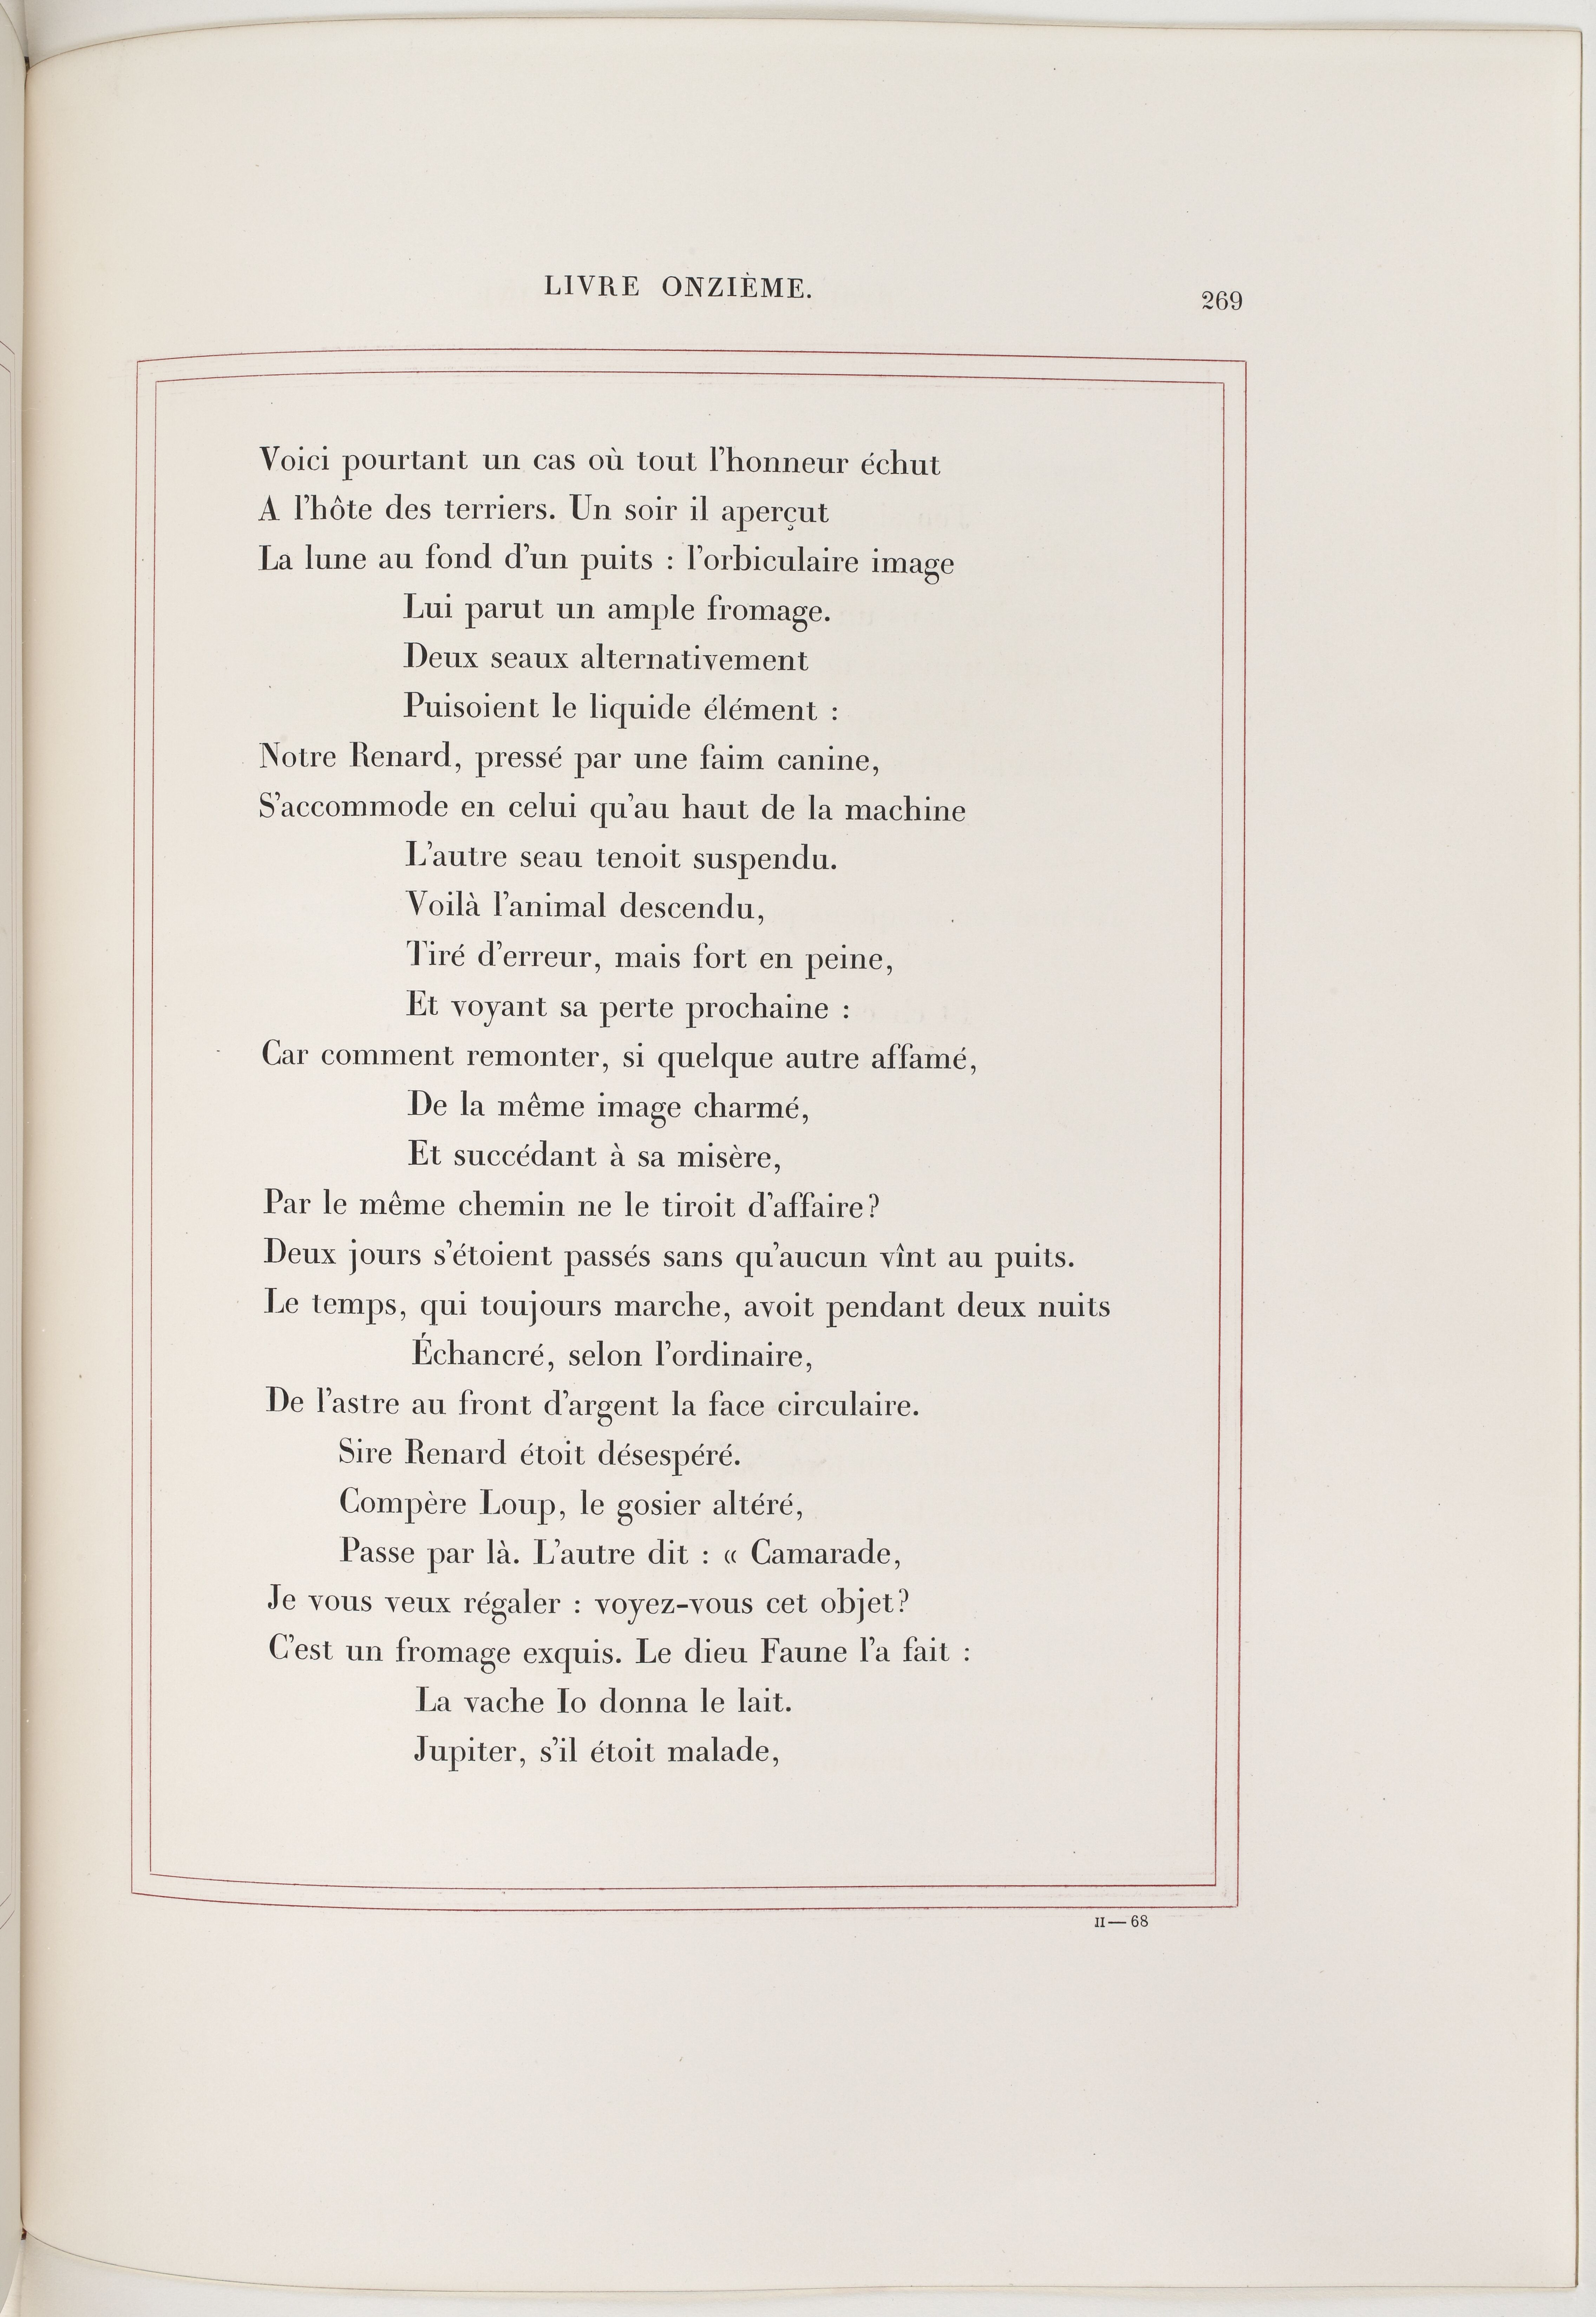 LIVRE ONZIÈME.
269
Voici pourtant un cas où tout l'honneur échut
A l'hôte des terriers. Un soir il aperçut
La lune au fond d'un puits : l'orbiculaire image
Lui parut un ample fromage.
Deux seaux alternativement
Puisoient le liquide élément :
Notre Renard, pressé par une faim canine,
S'accommode en celui qu'au haut de la machine
L'autre seau tenoit suspendu.
Voilà l'animal descendu,
Tiré d'erreur, mais fort en peine,
Et voyant sa perte prochaine :
Car comment remonter, si quelque autre affamé,
De la même image charmé,
Et succédant à sa misère,
Par le même chemin ne le tiroit d'affaire?
Deux jours s'étoient passés sans qu'aucun vînt au puits.
Le temps, qui toujours marche, avoit pendant deux nuits
Échancré, selon l'ordinaire,
De l'astre au front d'argent la face circulaire.
Sire Renard étoit désespéré.
Compère Loup, le gosier altéré,
Passe par là. L'autre dit : « Camarade,
Je vous veux régaler : voyez-vous cet objet?
C'est un fromage exquis. Le dieu Faune l'a fait :
La vache Io donna le lait.
Jupiter, s'il étoit malade,
II — 68